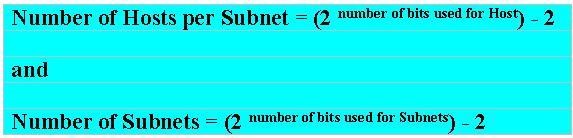 Number of Hosts per Subnet = (2 number of bits used for Host) - 2
and
Number of Subnets = (2 number of bits used for Subnets) - 2